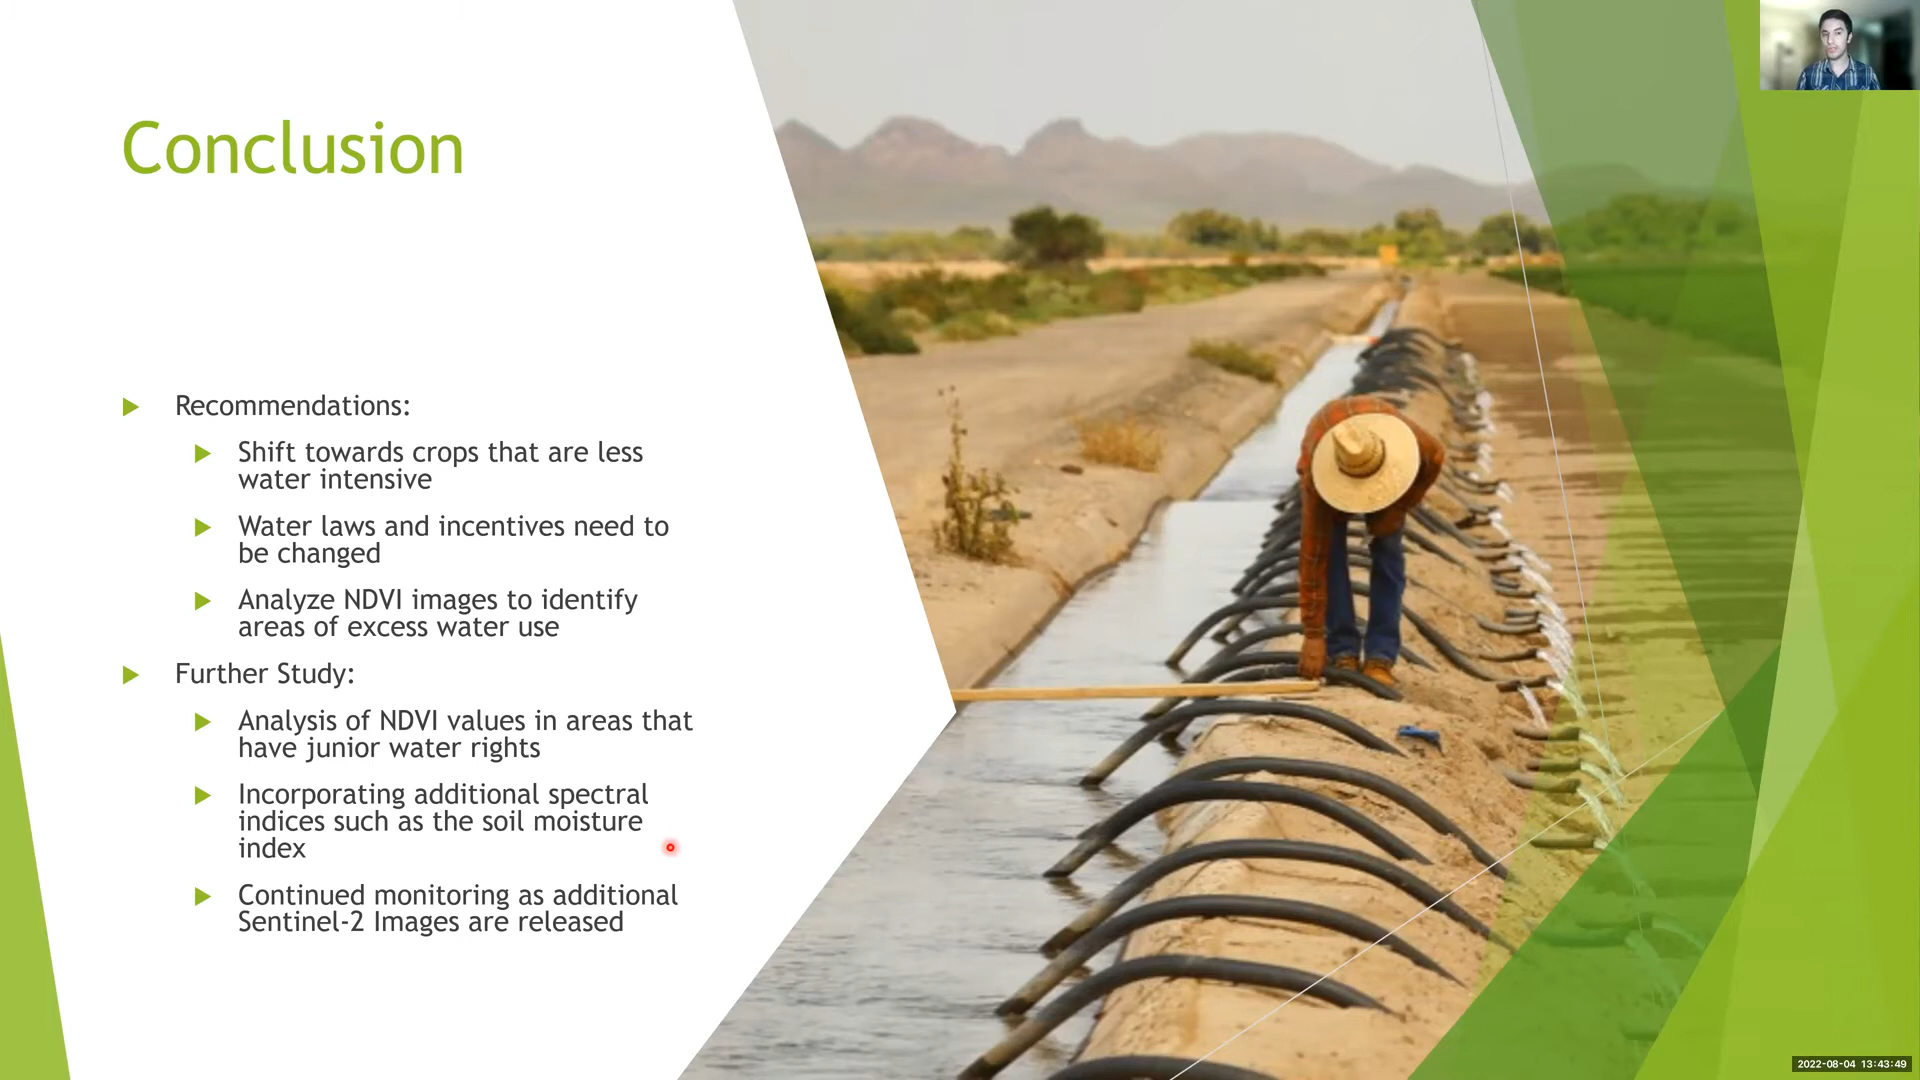 Conclusion
Recommendations:
Shift towards crops that are less
water intensive
Water laws and incentives need to
be changed
Analyze NDVI images to identify
areas of excess water use
Further Study:
Analysis of NDVI values in areas that
have junior water rights
Incorporating additional spectral
indices such as the soil moisture
index
Continued monitoring as additional
Sentinel-2 Images are released
2022-08-04 13:43:49